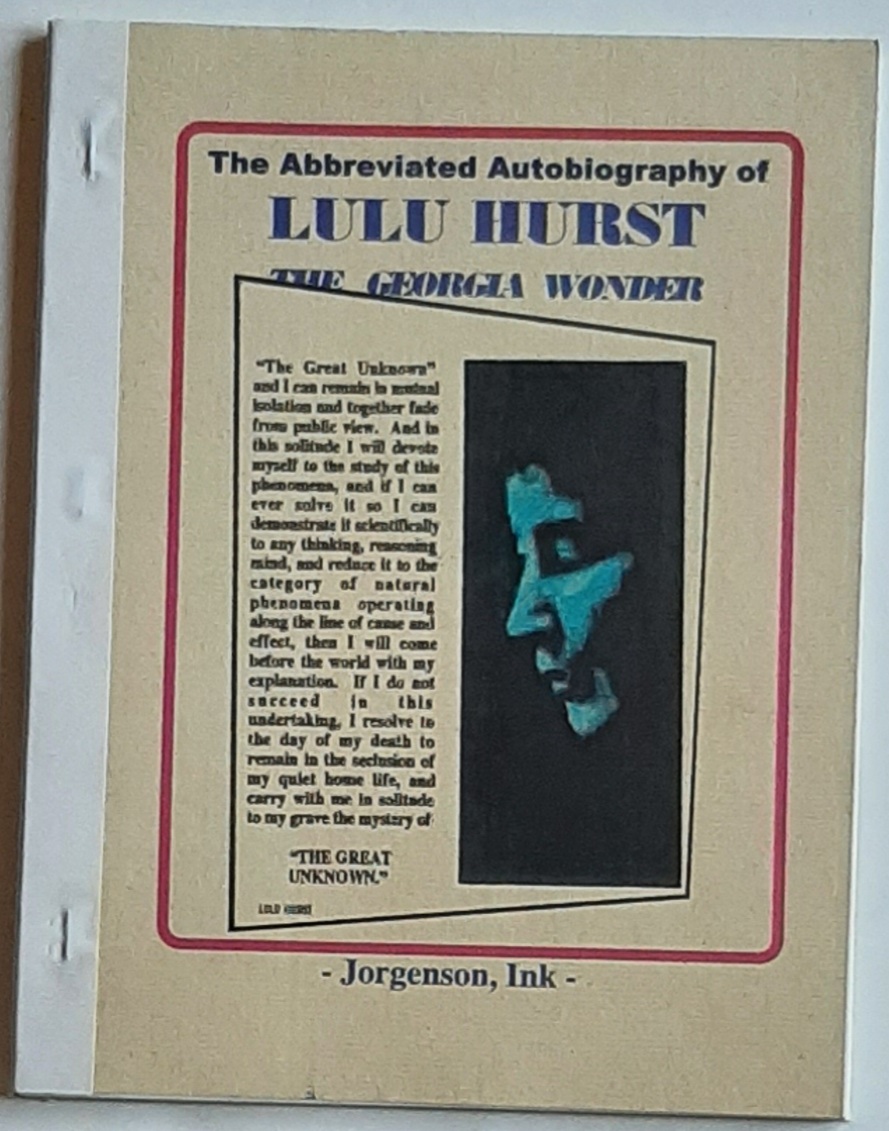 The Abbreviated Autobiography of
LULU HURST
THE GEORGIA WONDER
"The Great Unknown"
and I can remain in mutual
isolation and together fade
from public view. And in
this solitude I will devote
myself to the study of this
phenomena, and if I can
ever solve it so I can
demonstrate it scientifically
to any thinking, reasoning
mind, and reduce it to the
category of natural
phenomena operating
along the line of cause and
effect, then I will come
before the world with my
explanation. If I do not
succeed in this
undertaking, I resolve to
the day of my death to
remain in the seclusion of
my quiet home life, and
carry with me in solitude
to my grave the mystery of
"THE GREAT
UNKNOWN."
LULU HURST
- Jorgenson, Ink -